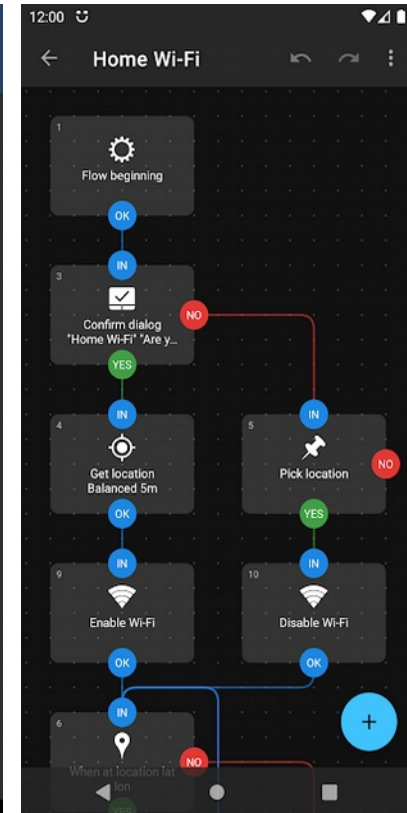 12:00
Home Wi-Fi
1
Flow beginning
OK
IN
3
Confirm dialog
"Home Wi-Fi" "Are y...
NO
YES
IN
IN
4
5
Get location
Balanced 5m
Pick location
NO
OK
YES
IN
IN
9
10
Enable Wi-Fi
Disable Wi-Fi
OK
OK
IN
6
+
When at location lat
lon
NO
YES